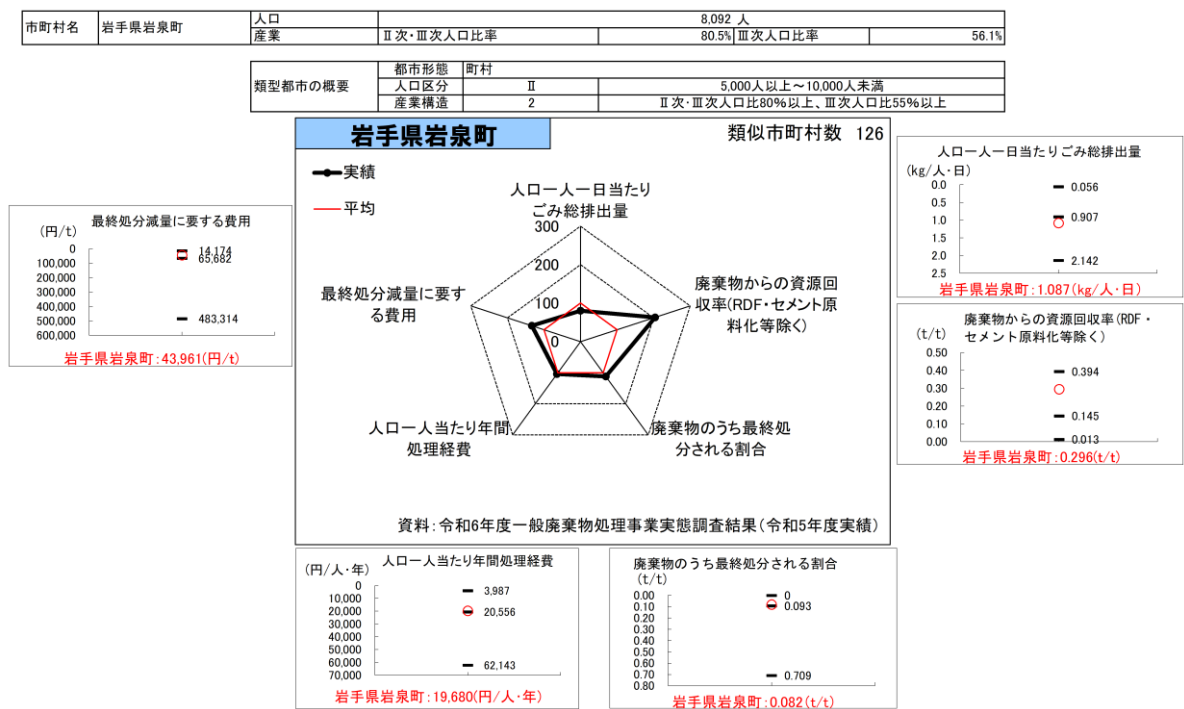 市町村名 岩手県岩泉町 人口 8,092 人
産業 Ⅱ次・Ⅲ次人口比率 80.5% Ⅲ次人口比率 56.1%
類型都市の概要 都市形態 町村
人口区分 Ⅱ 5,000人以上～10,000人未満
産業構造 2 Ⅱ次・Ⅲ次人口比80%以上、Ⅲ次人口比55%以上
岩手県岩泉町 類似市町村数 126
実績
平均
人口一人一日当たり
ごみ総排出量
300
200
100
0
廃棄物からの資源回
収率(RDF・セメント原
料化等除く)
廃棄物のうち最終処
分される割合
人口一人当たり年間
処理経費
最終処分減量に要す
る費用
資料：令和6年度一般廃棄物処理事業実態調査結果（令和5年度実績）
最終処分減量に要する費用
(円/t)
0
100,000
200,000
300,000
400,000
500,000
600,000
14,174
65,682
483,314
岩手県岩泉町：43,961(円/t)
人口一人一日当たりごみ総排出量
(kg/人・日)
0.0
0.5
1.0
1.5
2.0
2.5
0.056
0.907
2.142
岩手県岩泉町：1.087(kg/人・日)
廃棄物からの資源回収率(RDF・
セメント原料化等除く)
(t/t)
0.50
0.40
0.30
0.20
0.10
0.00
0.394
0.145
0.013
岩手県岩泉町：0.296(t/t)
人口一人当たり年間処理経費
(円/人・年)
0
10,000
20,000
30,000
40,000
50,000
60,000
70,000
3,987
20,556
62,143
岩手県岩泉町：19,680(円/人・年)
廃棄物のうち最終処分される割合
(t/t)
0.00
0.10
0.20
0.30
0.40
0.50
0.60
0.70
0.80
0
0.093
0.709
岩手県岩泉町：0.082(t/t)